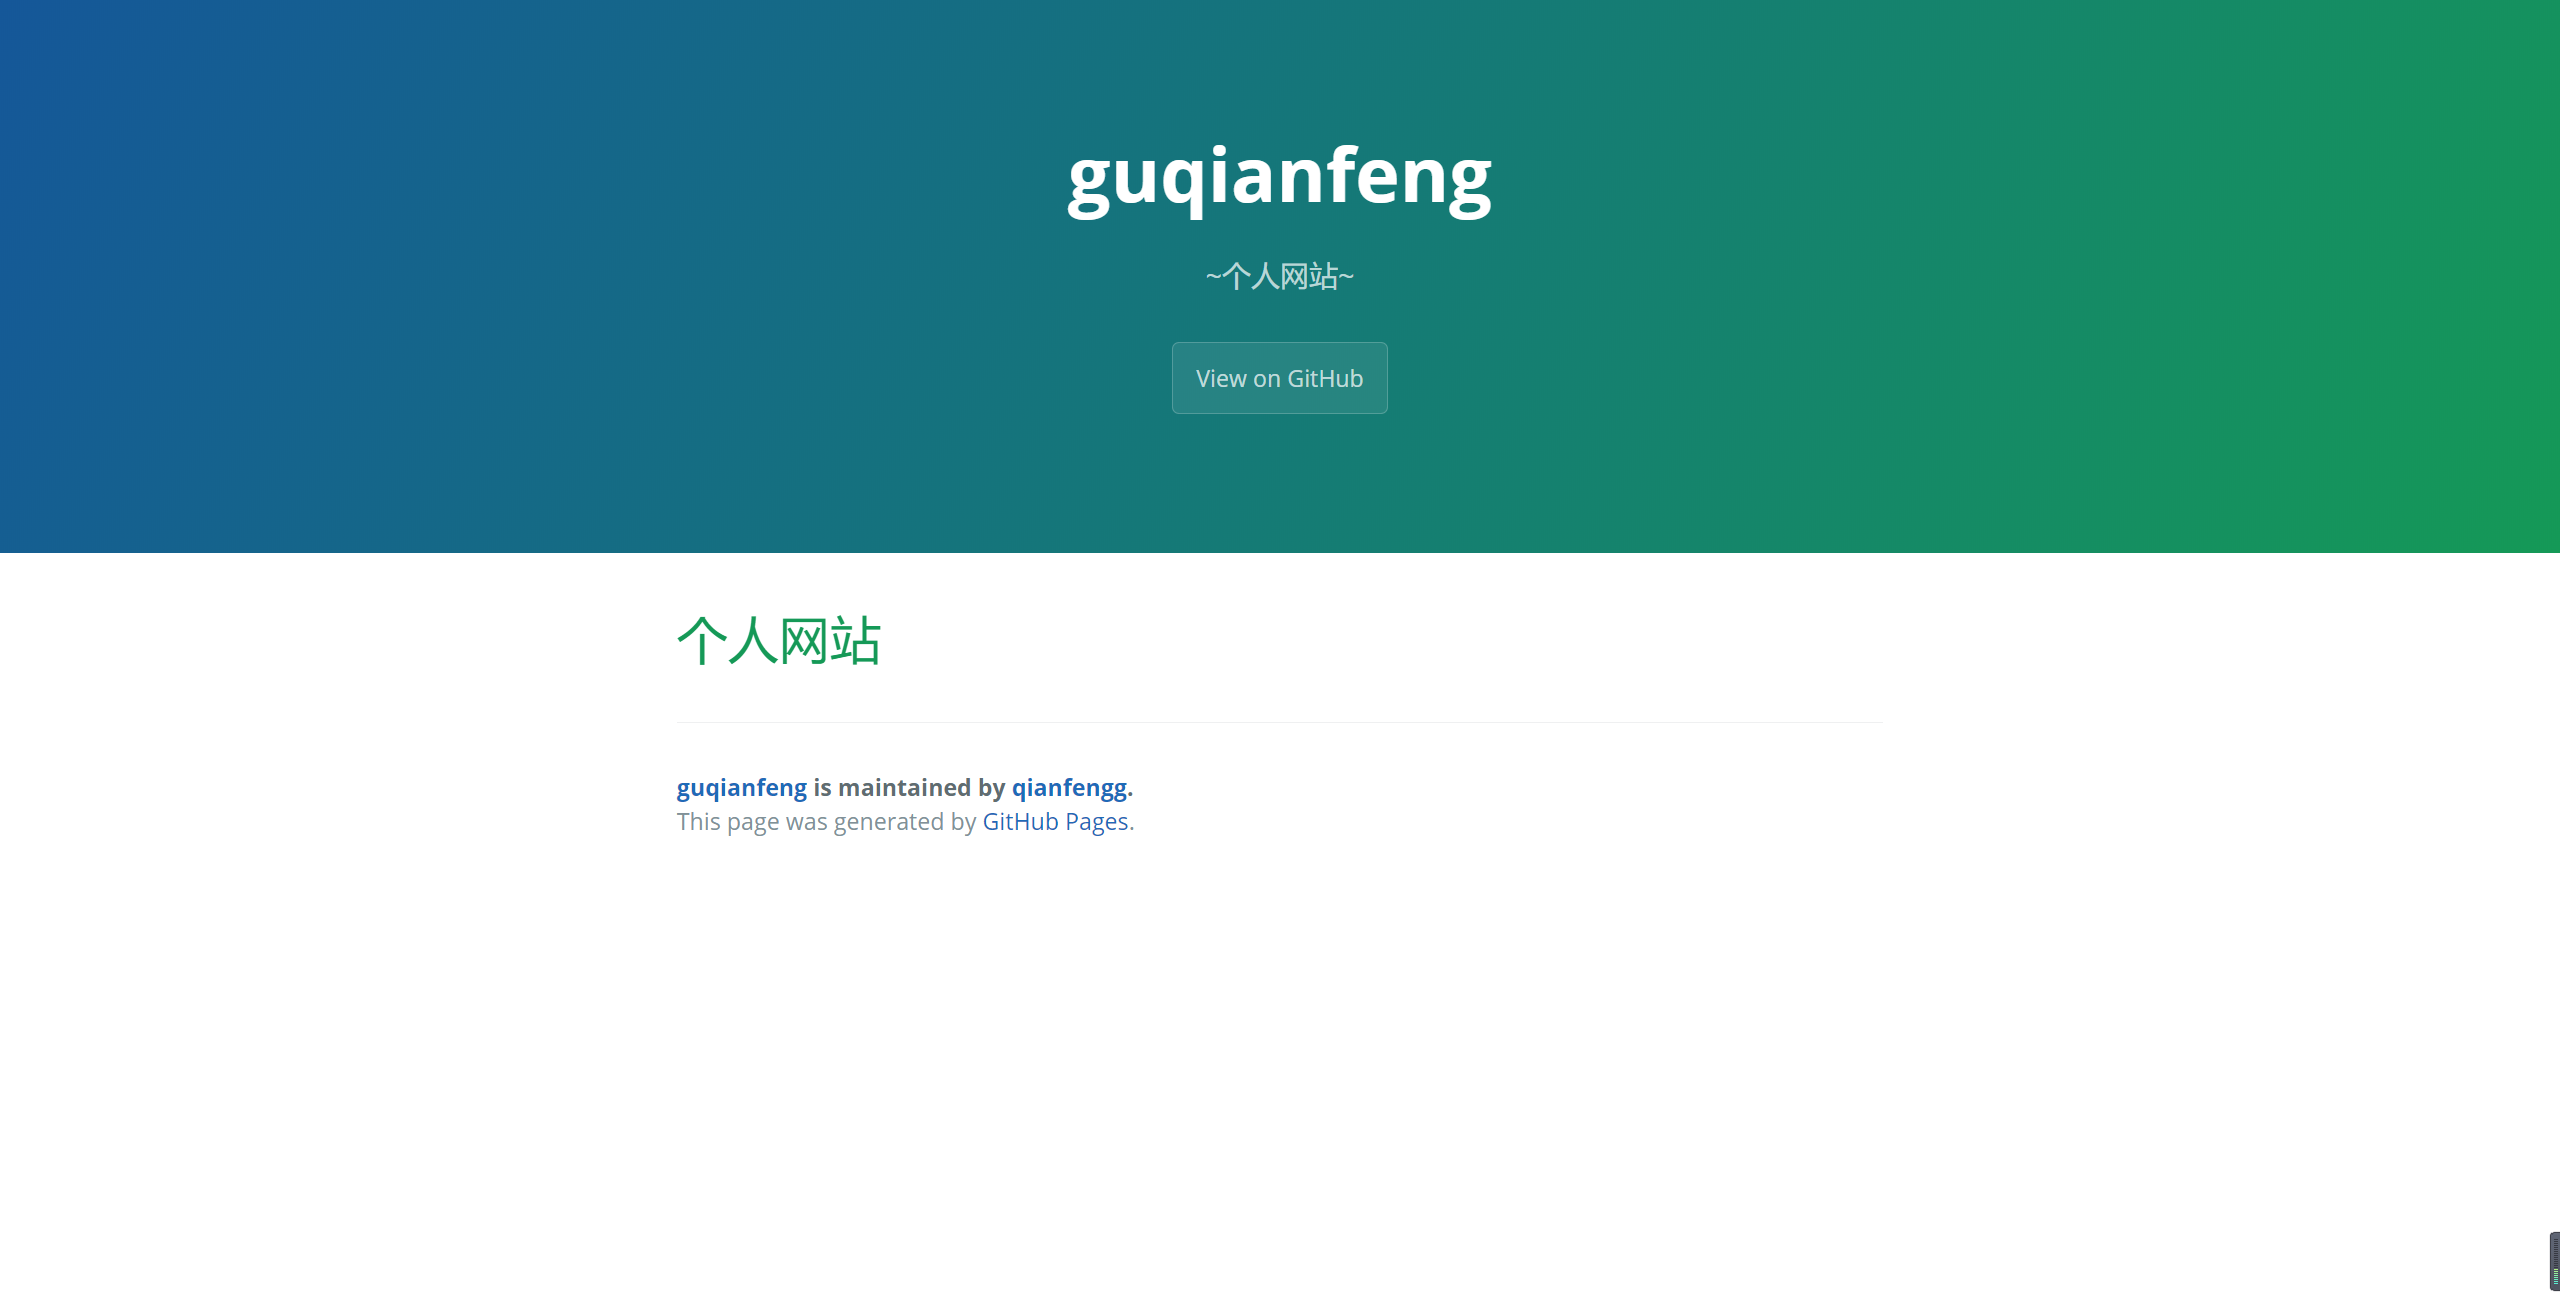 guqianfeng
~个人网站~
View on GitHub
个人网站
guqianfeng is maintained by qianfengg.
This page was generated by GitHub Pages.